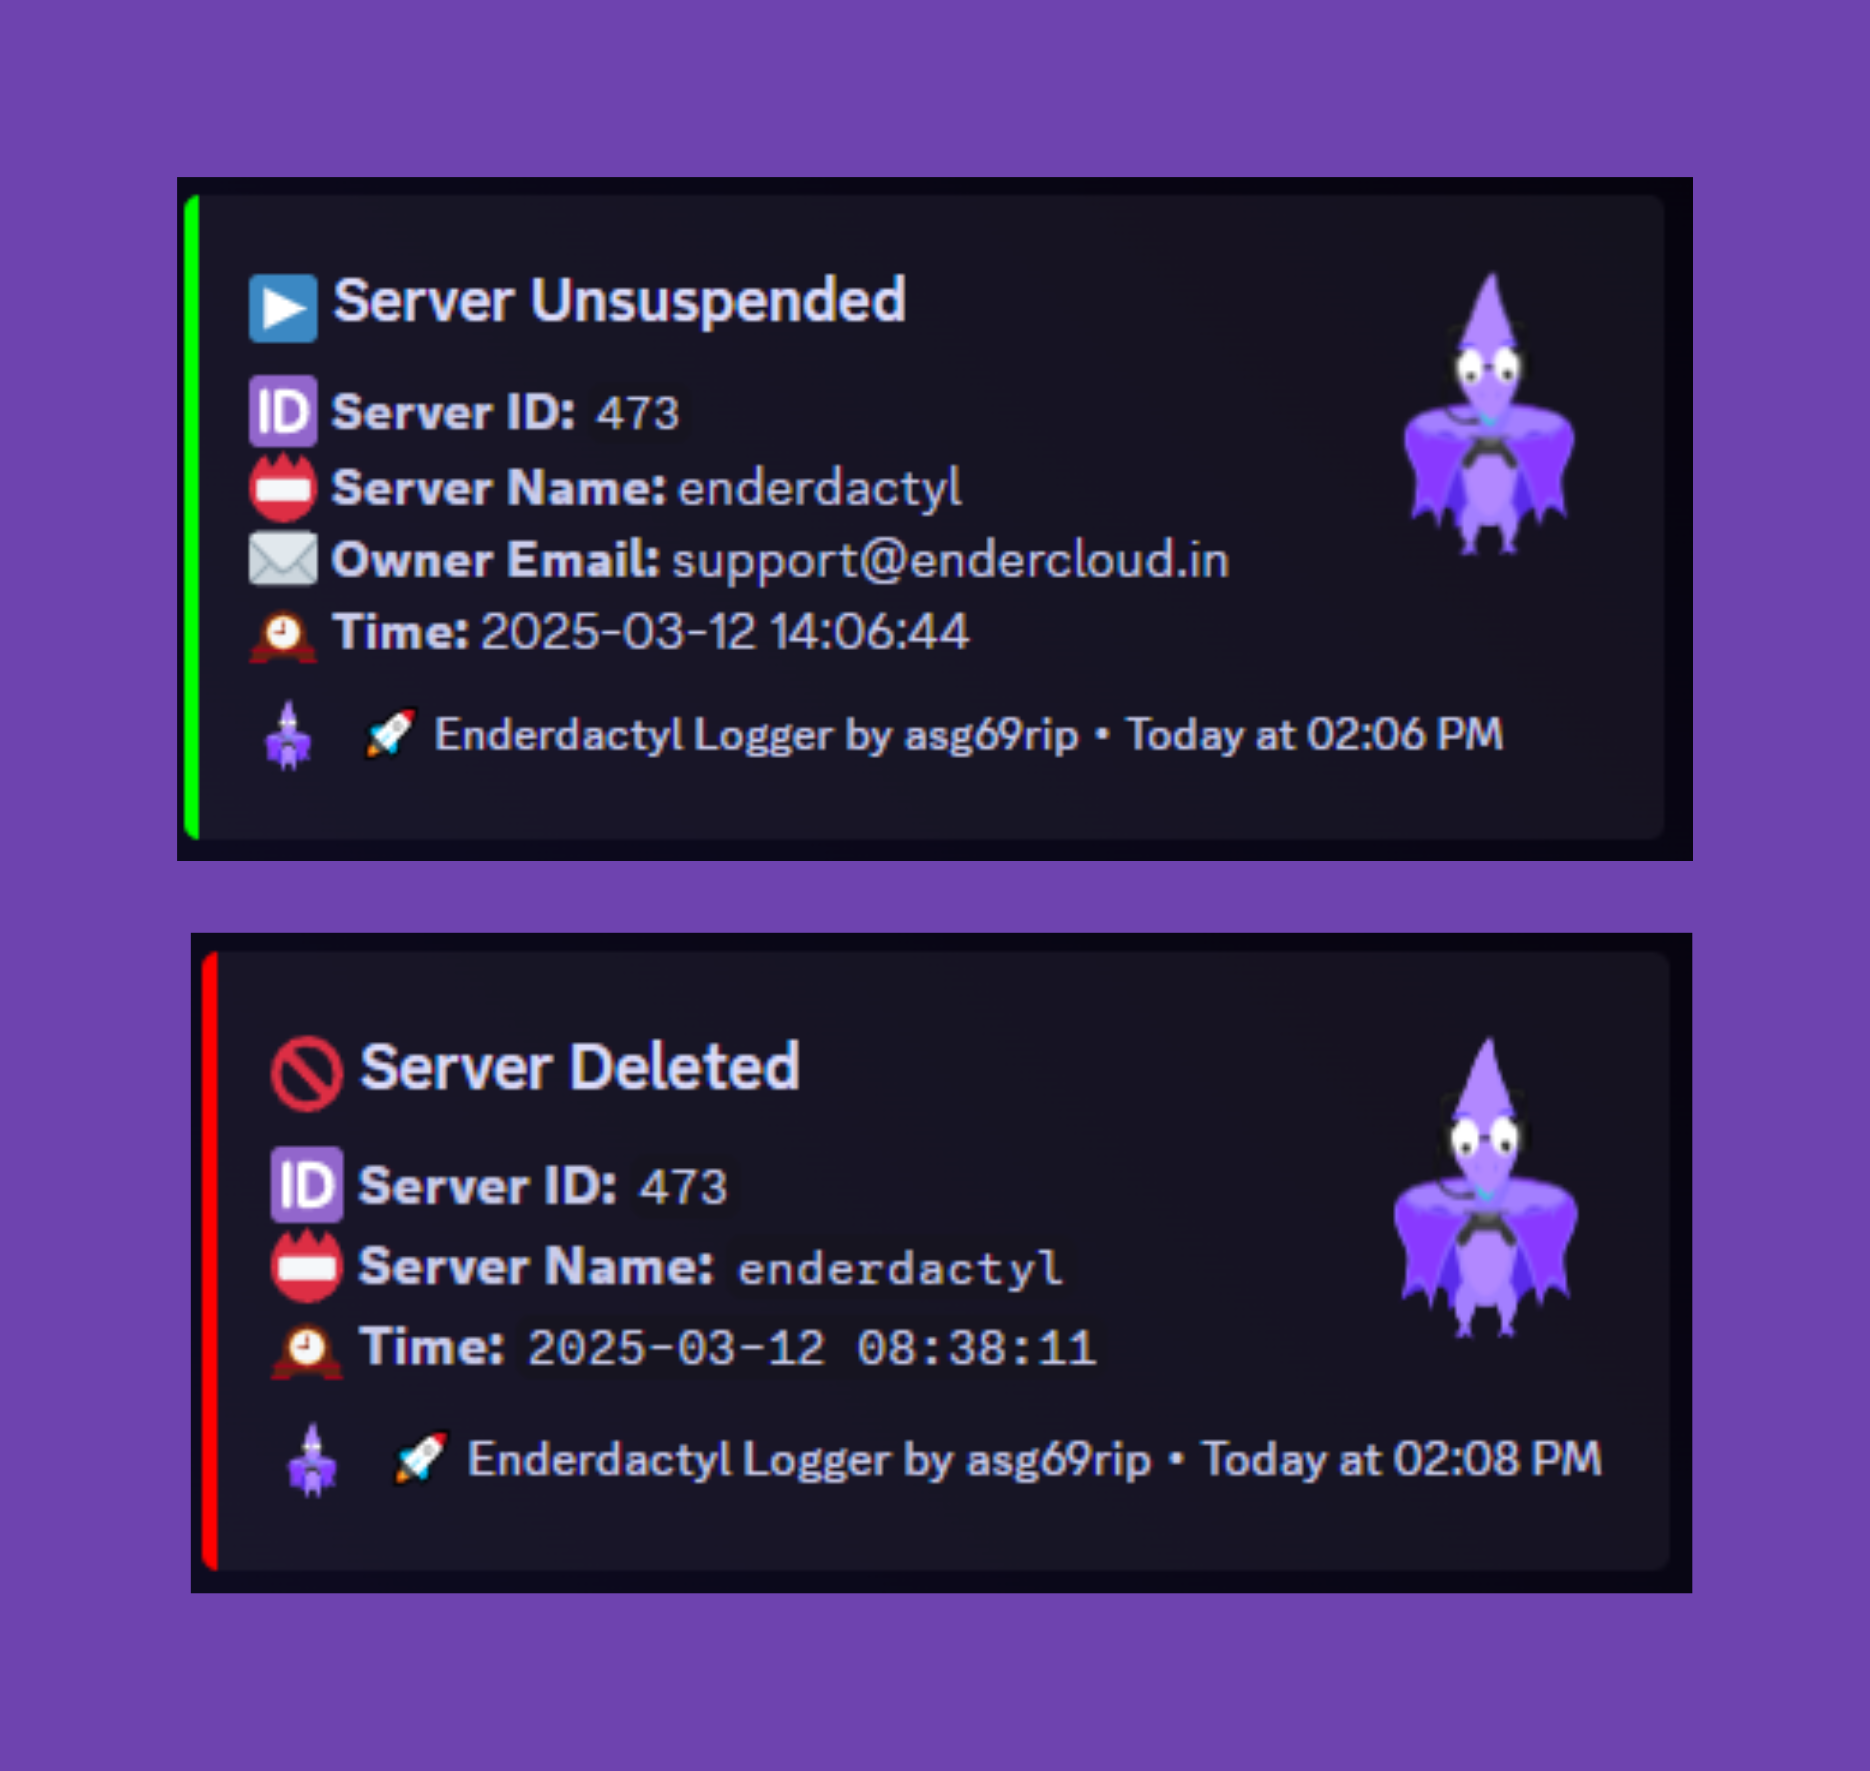 Server Unsuspended
ID Server ID: 473
Server Name: enderdactyl
Owner Email: support@endercloud.in
Time: 2025-03-12 14:06:44
Enderdactyl Logger by asg69rip • Today at 02:06 PM
Server Deleted
ID Server ID: 473
Server Name: enderdactyl
Time: 2025-03-12 08:38:11
Enderdactyl Logger by asg69rip • Today at 02:08 PM